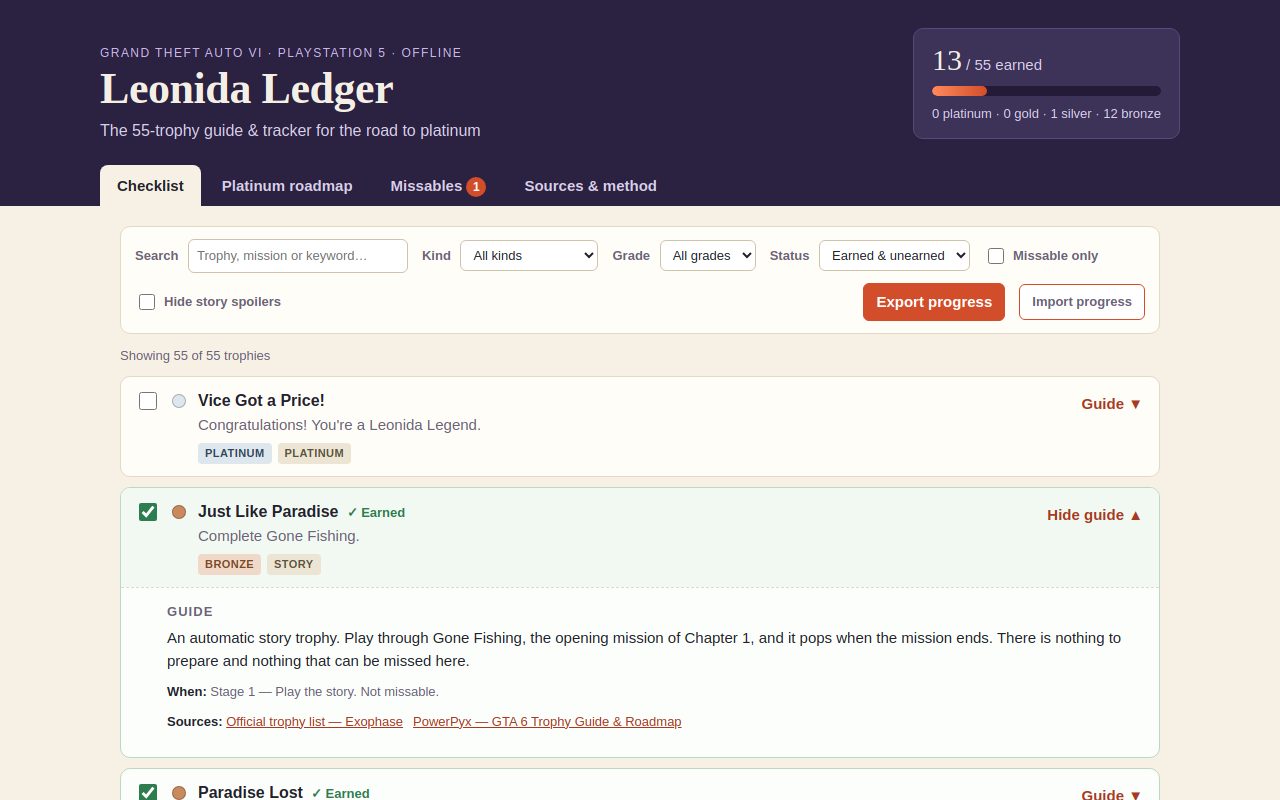 GRAND THEFT AUTO VI · PLAYSTATION 5 · OFFLINE
Leonida Ledger
The 55-trophy guide & tracker for the road to platinum
13 / 55 earned
0 platinum · 0 gold · 1 silver · 12 bronze
Checklist Platinum roadmap Missables 1 Sources & method
Search Trophy, mission or keyword… Kind All kinds Grade All grades Status Earned & unearned Missable only
Hide story spoilers Export progress Import progress
Showing 55 of 55 trophies
Vice Got a Price! Guide ▼
Congratulations! You're a Leonida Legend.
PLATINUM PLATINUM
Just Like Paradise ✓ Earned Hide guide ▲
Complete Gone Fishing.
BRONZE STORY
GUIDE
An automatic story trophy. Play through Gone Fishing, the opening mission of Chapter 1, and it pops when the mission ends. There is nothing to
prepare and nothing that can be missed here.
When: Stage 1 — Play the story. Not missable.
Sources: Official trophy list — Exophase PowerPyx — GTA 6 Trophy Guide & Roadmap
Paradise Lost ✓ Earned Guide ▼